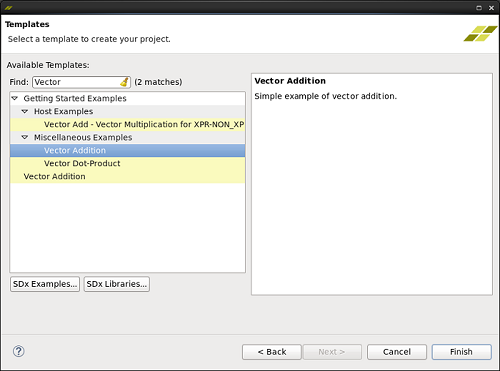 Templates
Select a template to create your project.
Available Templates:
Find: Vector (2 matches)
Getting Started Examples
Host Examples
Vector Add - Vector Multiplication for XPR-NON_XP
Miscellaneous Examples
Vector Addition
Vector Dot-Product
Vector Addition
Vector Addition
Simple example of vector addition.
SDx Examples... SDx Libraries...
? < Back Next > Cancel Finish